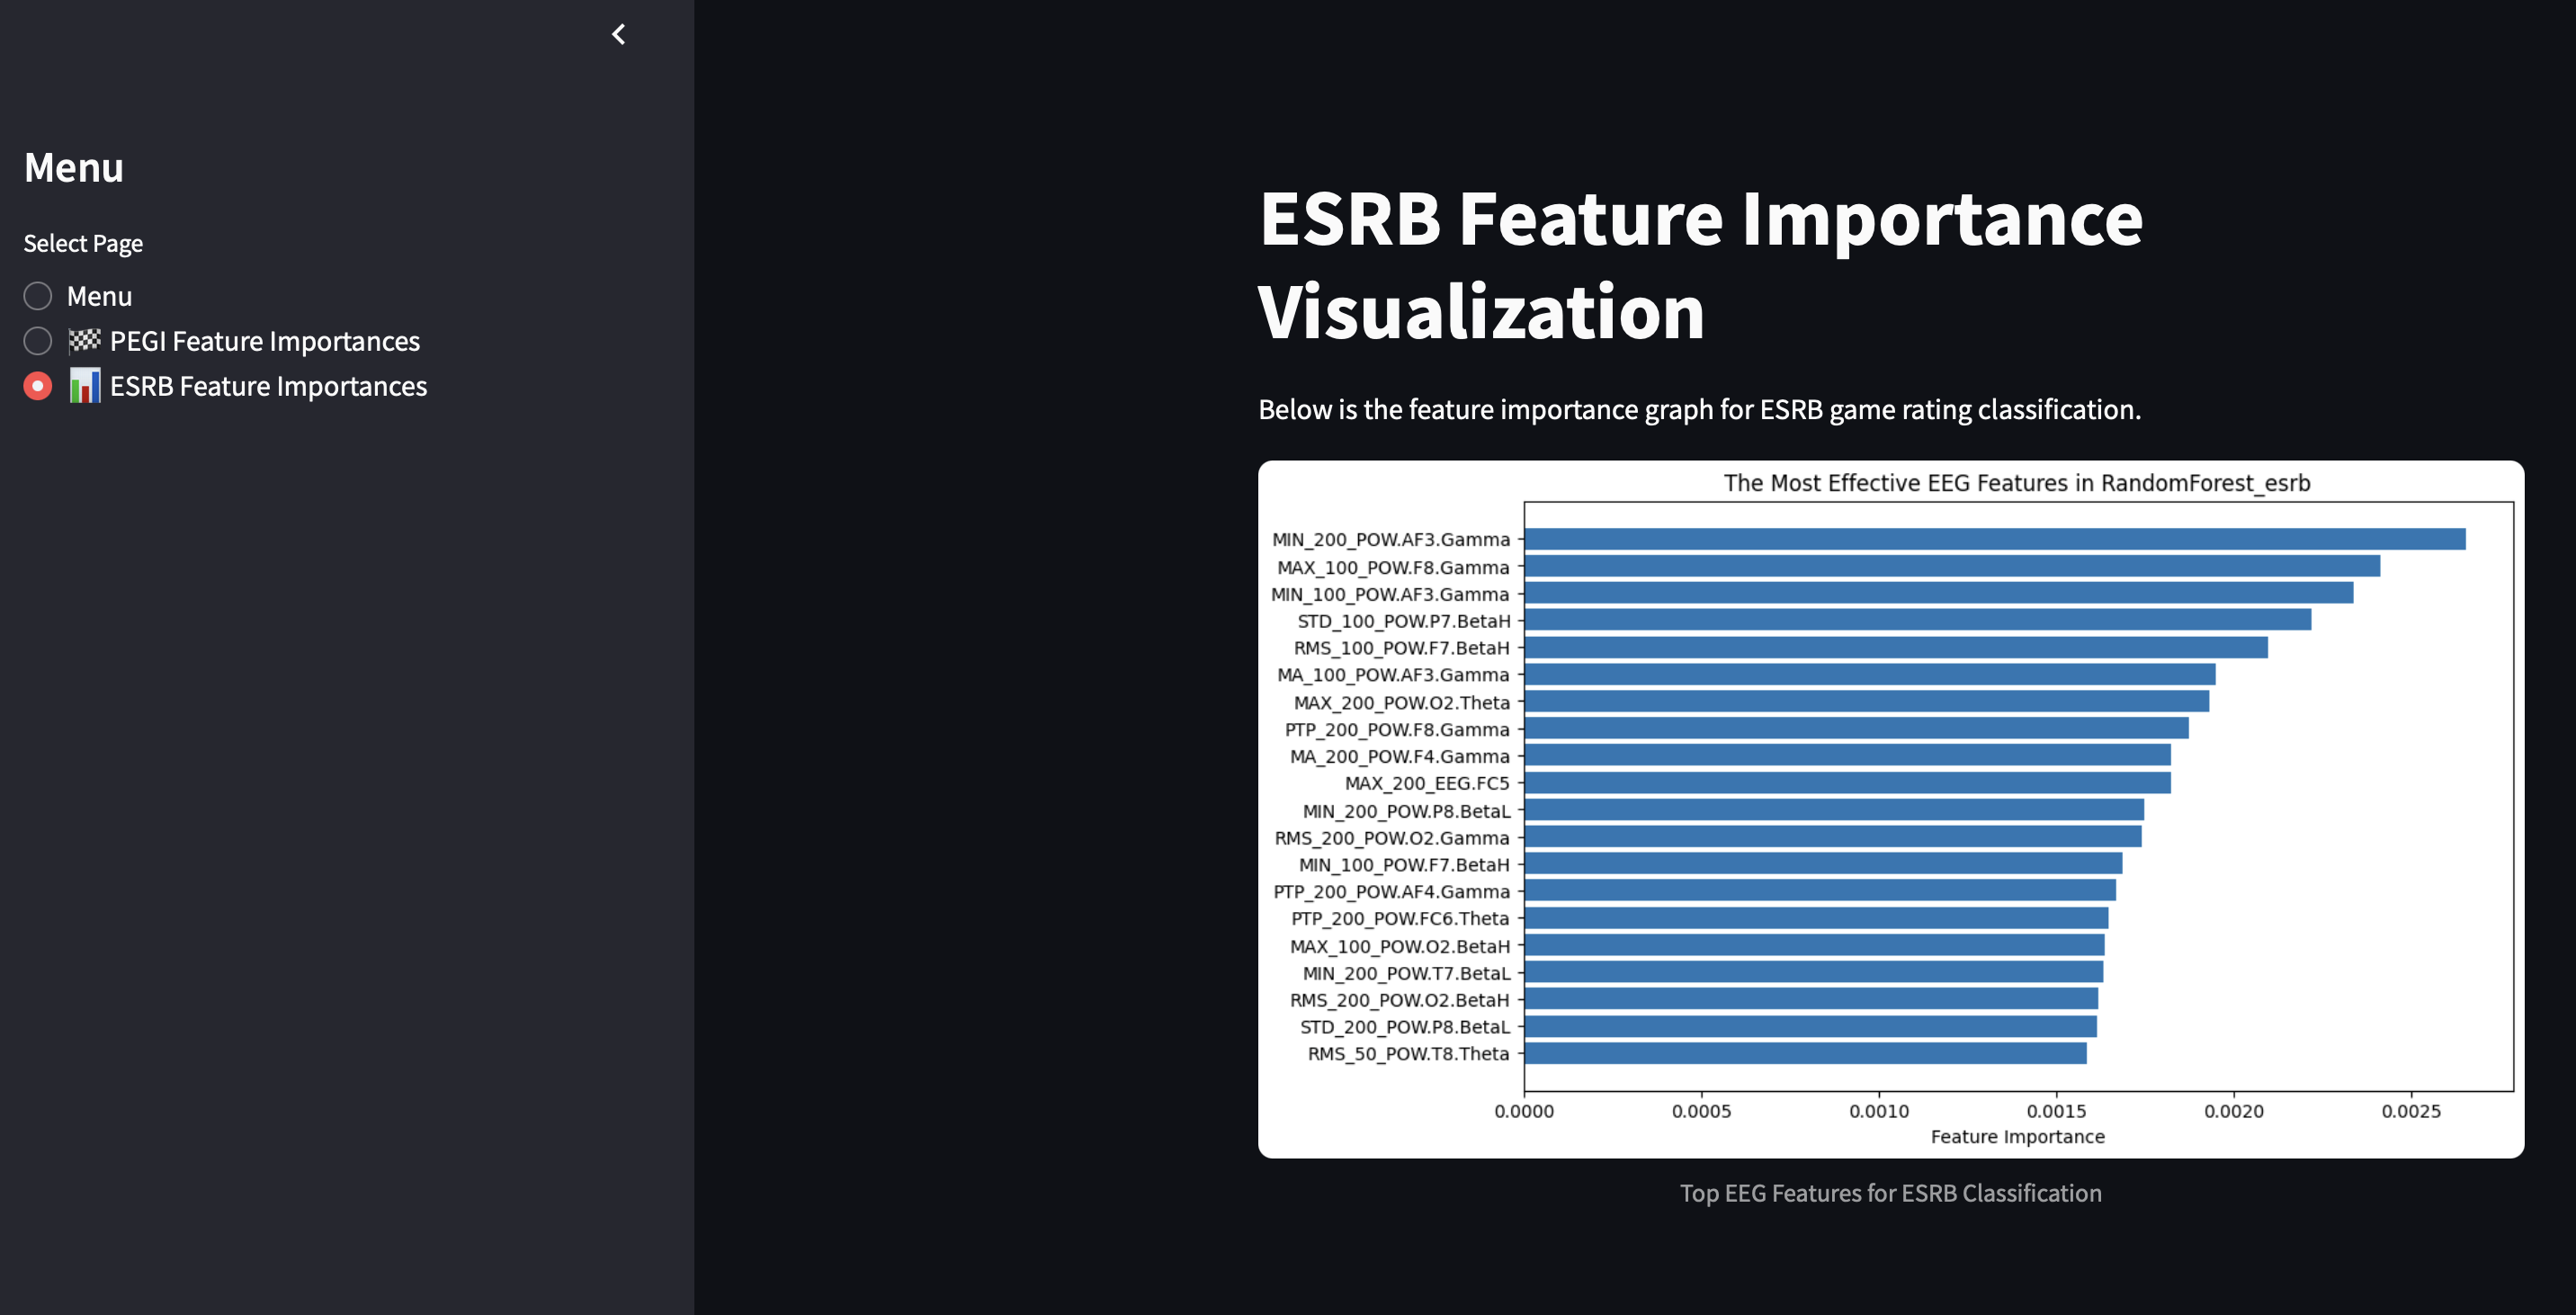 Menu
Select Page
Menu
PEGI Feature Importances
ESRB Feature Importances
ESRB Feature Importance
Visualization
Below is the feature importance graph for ESRB game rating classification.
The Most Effective EEG Features in RandomForest_esrb
MIN_200_POW.AF3.Gamma
MAX_100_POW.F8.Gamma
MIN_100_POW.AF3.Gamma
STD_100_POW.P7.BetaH
RMS_100_POW.F7.BetaH
MA_100_POW.AF3.Gamma
MAX_200_POW.O2.Theta
PTP_200_POW.F8.Gamma
MA_200_POW.F4.Gamma
MAX_200_EEG.FC5
MIN_200_POW.P8.BetaL
RMS_200_POW.O2.Gamma
MIN_100_POW.F7.BetaH
PTP_200_POW.AF4.Gamma
PTP_200_POW.FC6.Theta
MAX_100_POW.O2.BetaH
MIN_200_POW.T7.BetaL
RMS_200_POW.O2.BetaH
STD_200_POW.P8.BetaL
RMS_50_POW.T8.Theta
0.0000 0.0005 0.0010 0.0015 0.0020 0.0025
Feature Importance
Top EEG Features for ESRB Classification